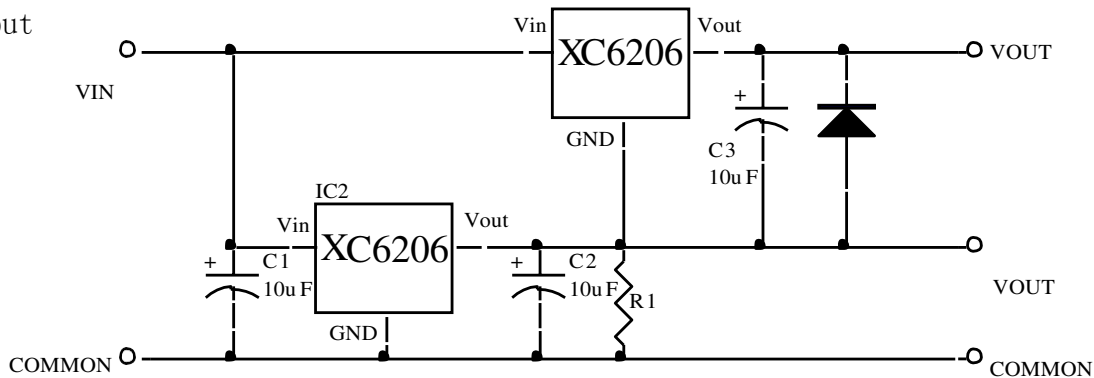 out
Vin
Vout
XC6206
VOUT
VIN
+
GND
C3
10uF
IC2
Vin
Vout
XC6206
+
C1
10uF
+
C2
10uF
R1
VOUT
GND
COMMON
COMMON